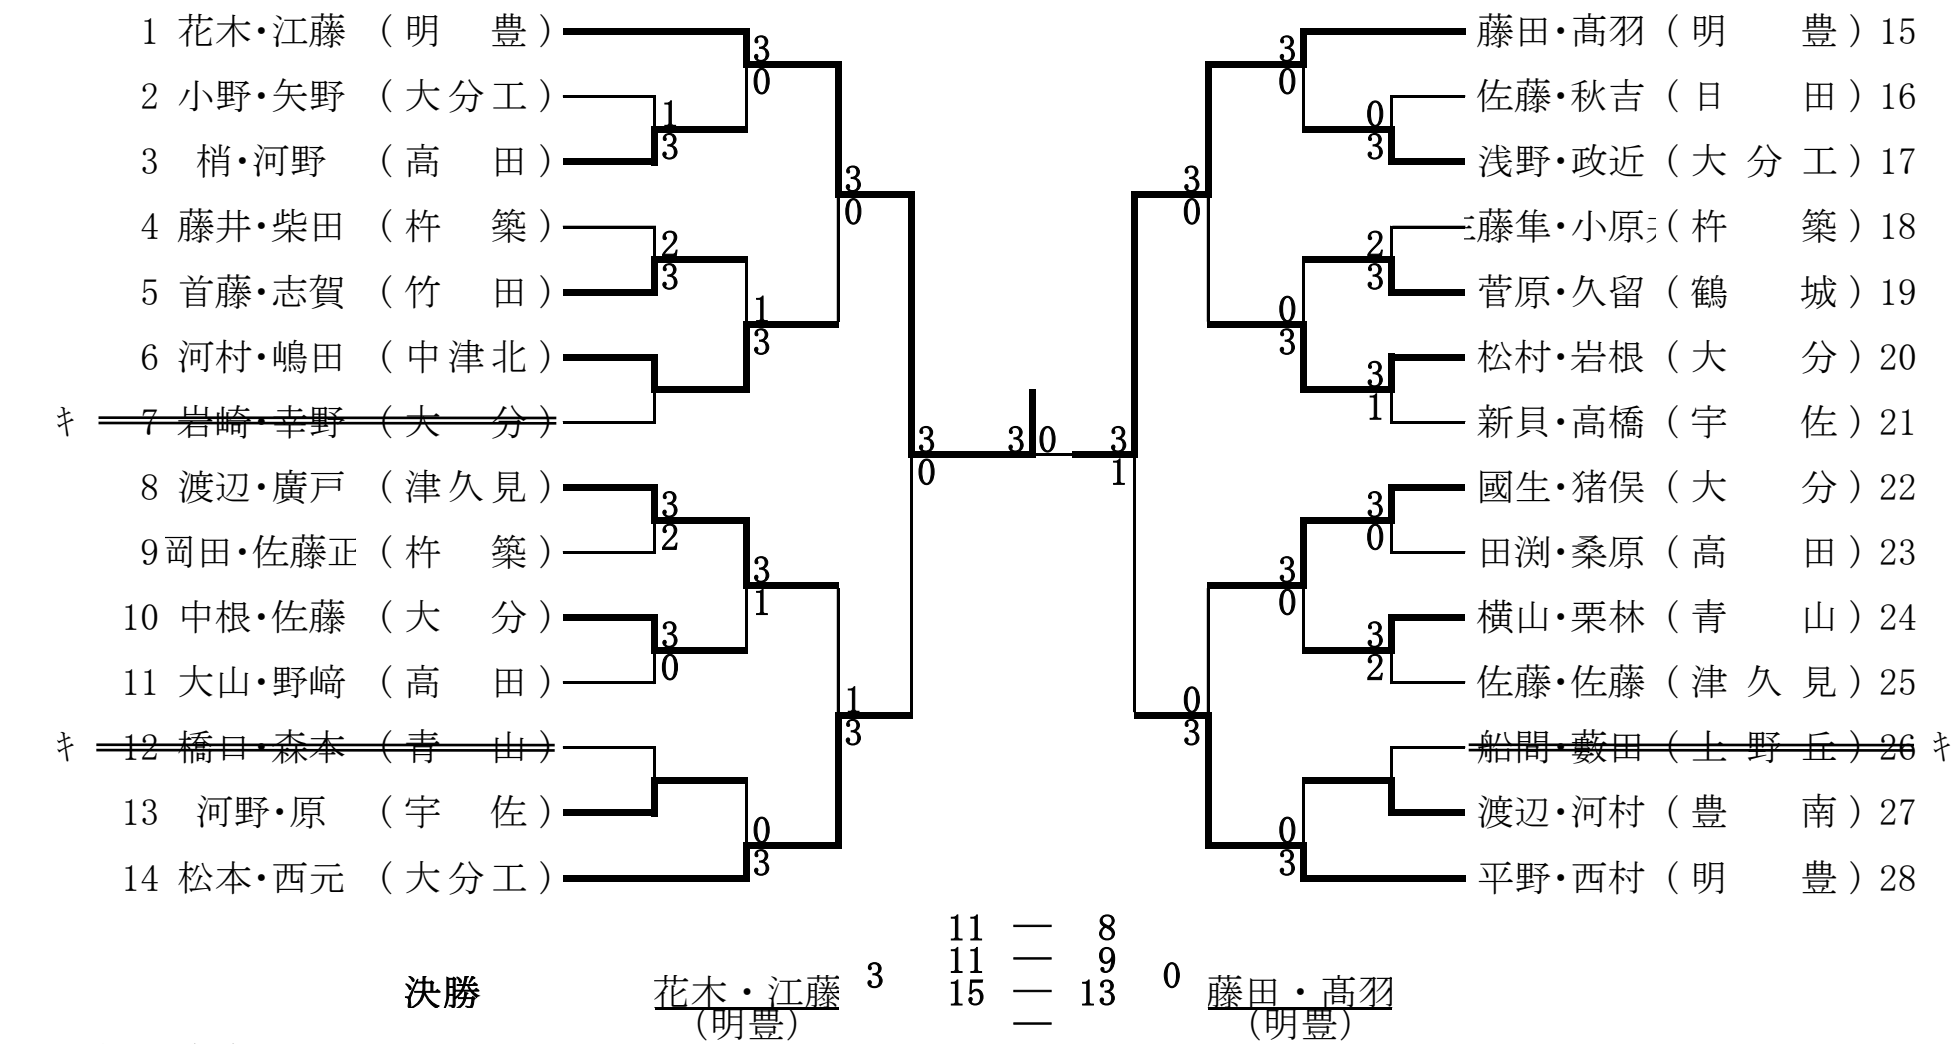 1 花木・江藤 （明 豊） 3 3 藤田・髙羽（明 豊）15
0 0
2 小野・矢野 （大分工） 1 0 佐藤・秋吉（日 田）16
3 梢・河野 （高 田） 3 3 浅野・政近（大分工）17
3 3
0 0
4 藤井・柴田 （杵 築） 2 2 藤隼・小原（杵 築）18
5 首藤・志賀 （竹 田） 3 3 菅原・久留（鶴 城）19
1 0
3 3
6 河村・嶋田 （中津北） 3 松村・岩根（大 分）20
キ 7 岩崎・幸野 （大 分） 1 新貝・高橋（宇 佐）21
3 3 0 3
0 1
8 渡辺・廣戸 （津久見） 3 3 國生・猪俣（大 分）22
9 岡田・佐藤正（杵 築） 2 0 田渕・桑原（高 田）23
3 3
1 0
10 中根・佐藤 （大 分） 3 3 横山・栗林（青 山）24
11 大山・野﨑 （高 田） 0 2 佐藤・佐藤（津久見）25
1 0
3 3
キ 12 橋口・森本 （青 山） 船間・藪田（上野丘）26 キ
13 河野・原 （宇 佐） 渡辺・河村（豊 南）27
0 0
14 松本・西元 （大分工） 3 3 平野・西村（明 豊）28
11 ― 8
11 ― 9
決勝 花木・江藤 3 15 ― 13 0 藤田・髙羽
（明豊） ― （明豊）